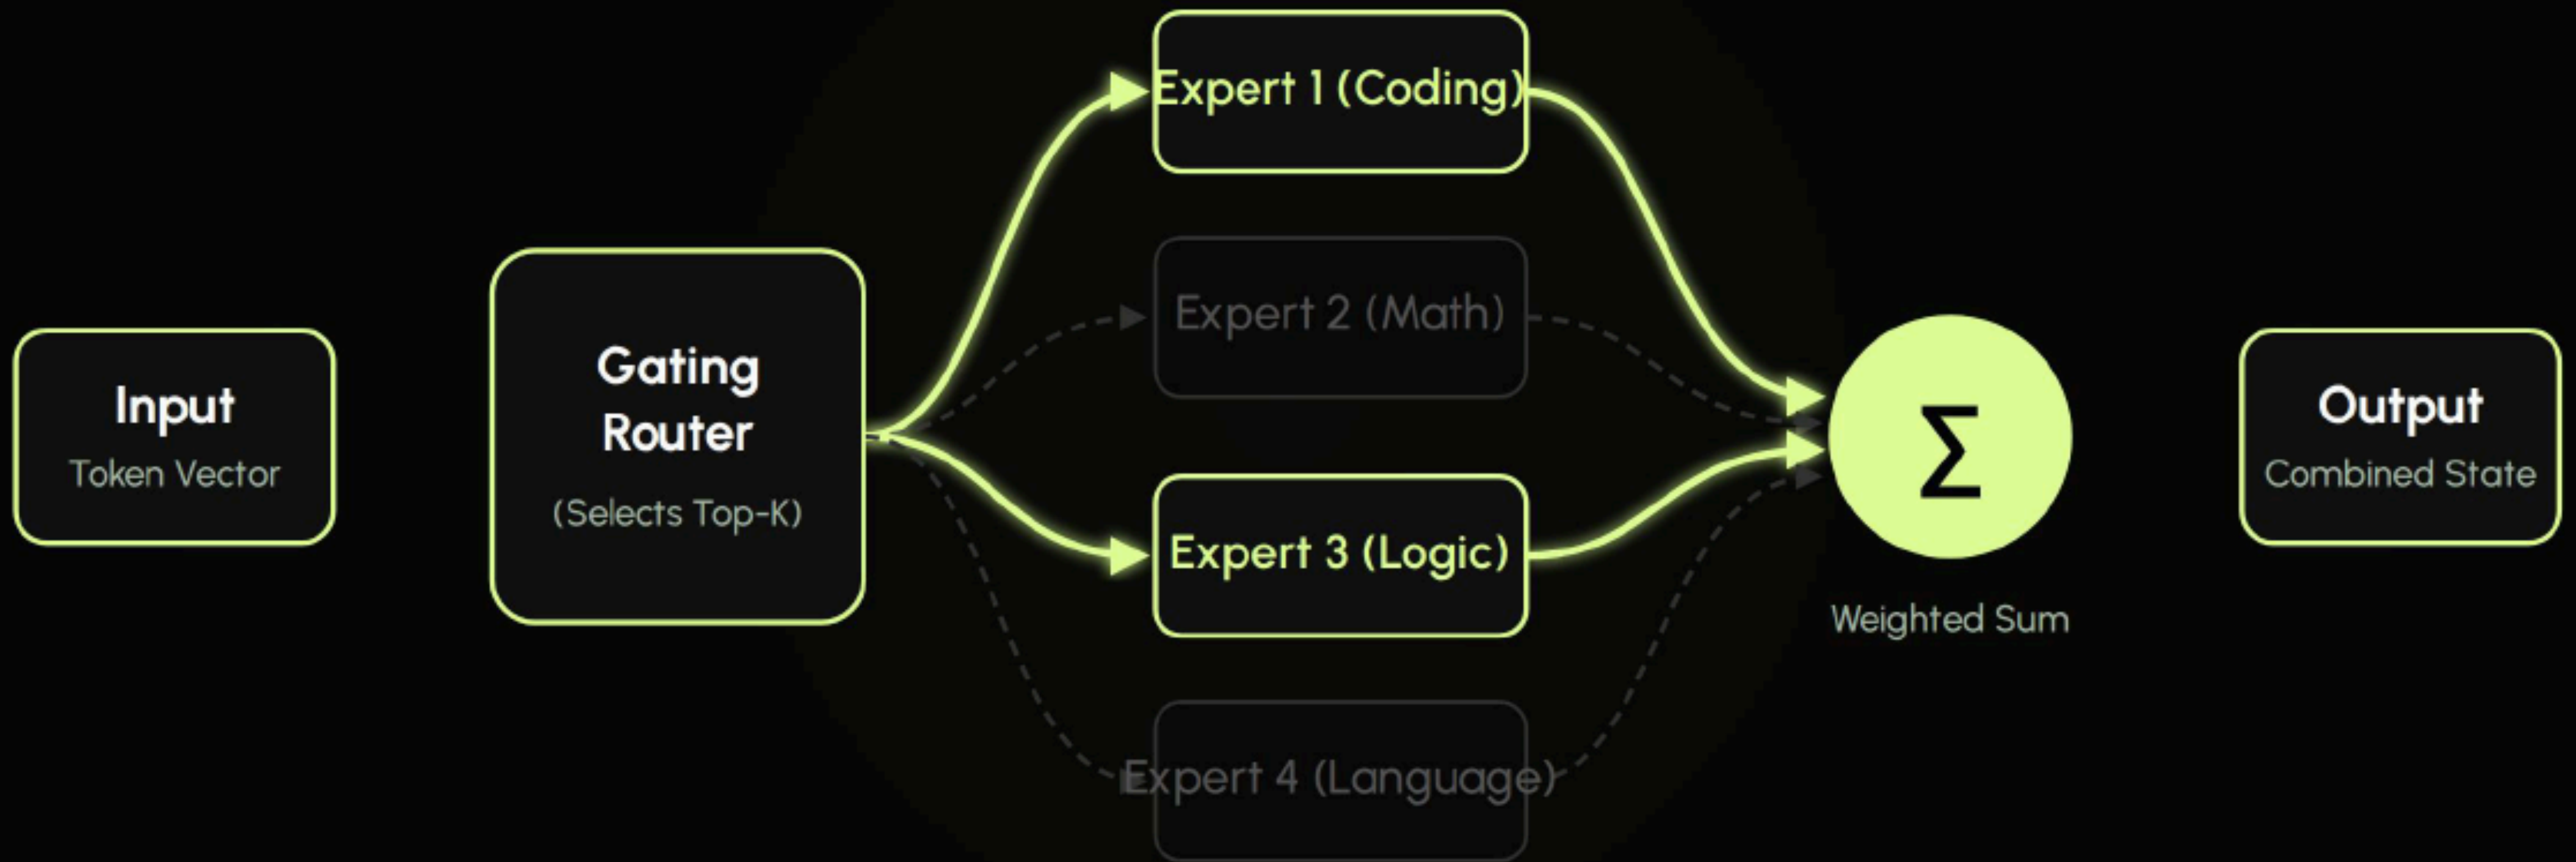 Input
Token Vector
Gating
Router
(Selects Top-K)
Expert 1 (Coding)
Expert 2 (Math)
Expert 3 (Logic)
Expert 4 (Language)
Σ
Weighted Sum
Output
Combined State